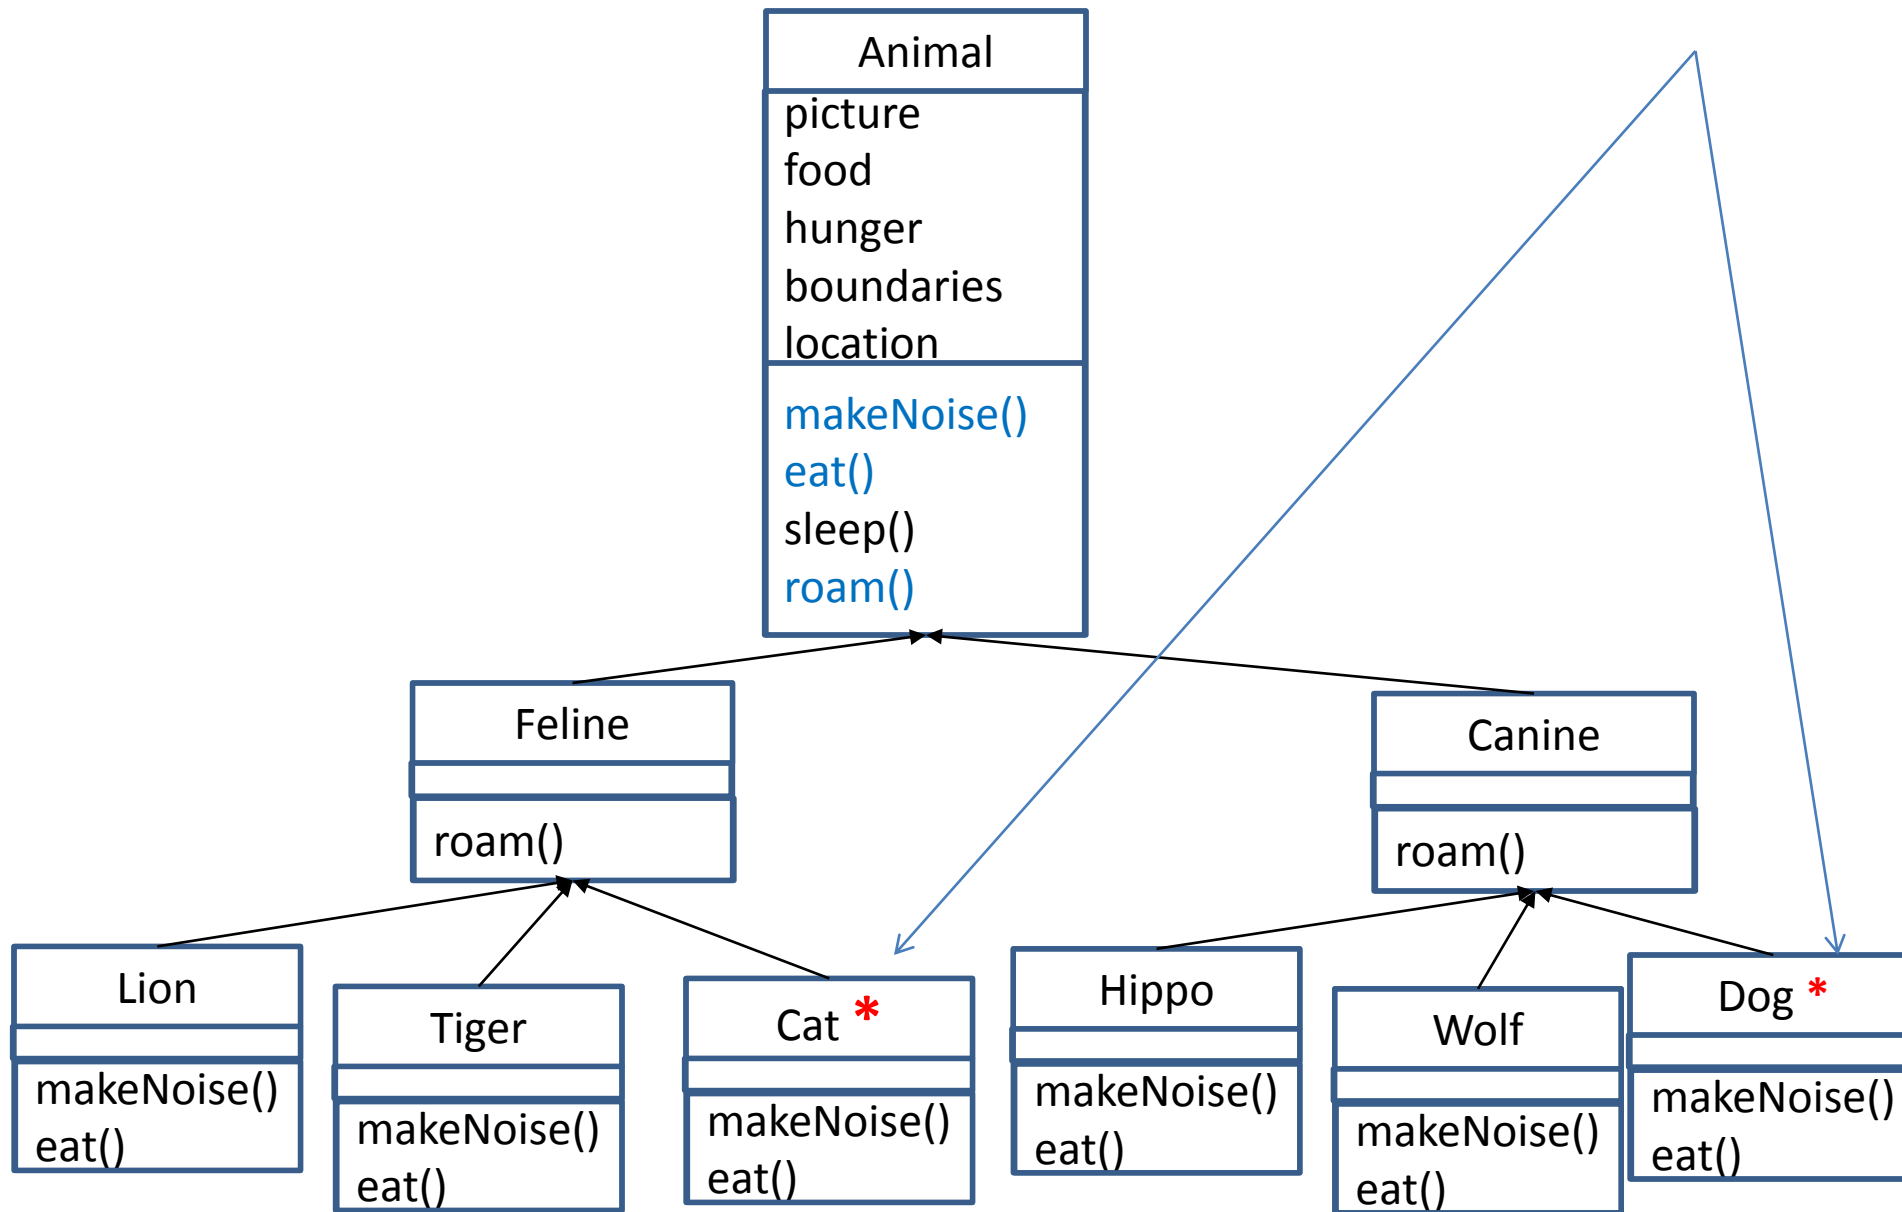 Animal
picture
food
hunger
boundaries
location
makeNoise()
eat()
sleep()
roam()
Feline
roam()
Canine
roam()
Lion
makeNoise()
eat()
Tiger
makeNoise()
eat()
Cat *
makeNoise()
eat()
Hippo
makeNoise()
eat()
Wolf
makeNoise()
eat()
Dog *
makeNoise()
eat()